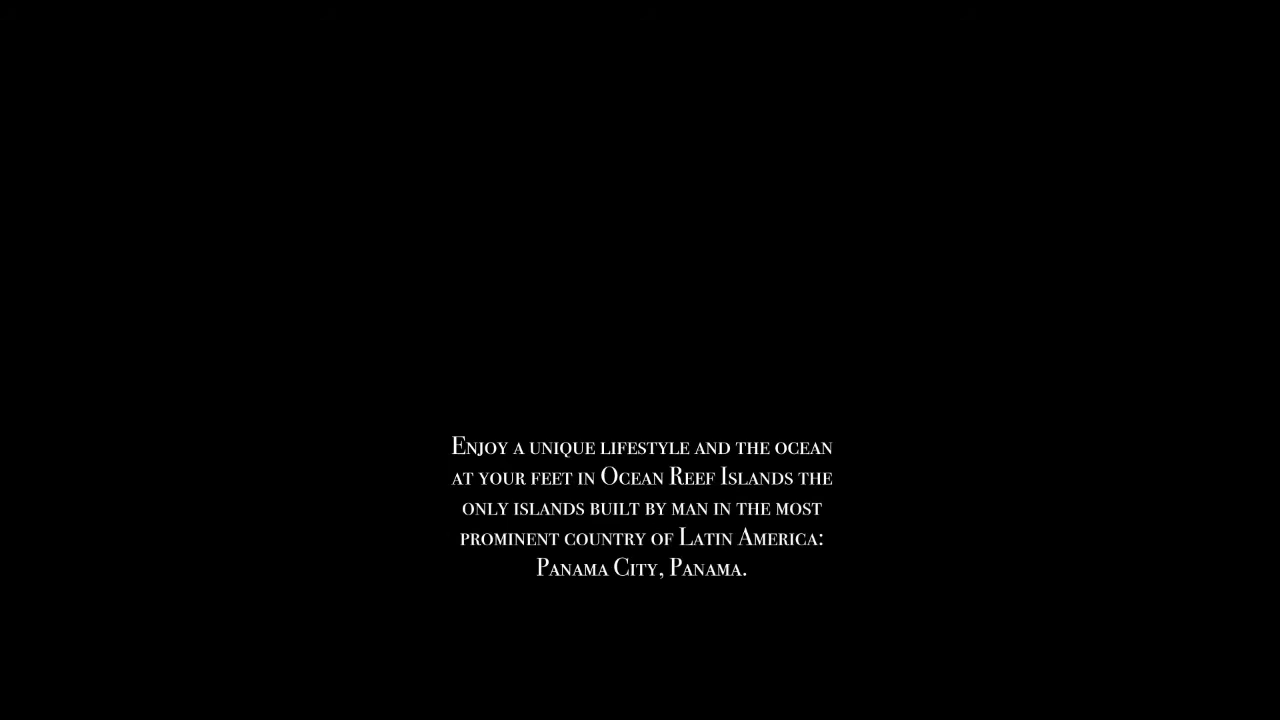 Enjoy a unique lifestyle and the ocean
at your feet in Ocean Reef Islands the
only islands built by man in the most
prominent country of Latin America:
Panama City, Panama.